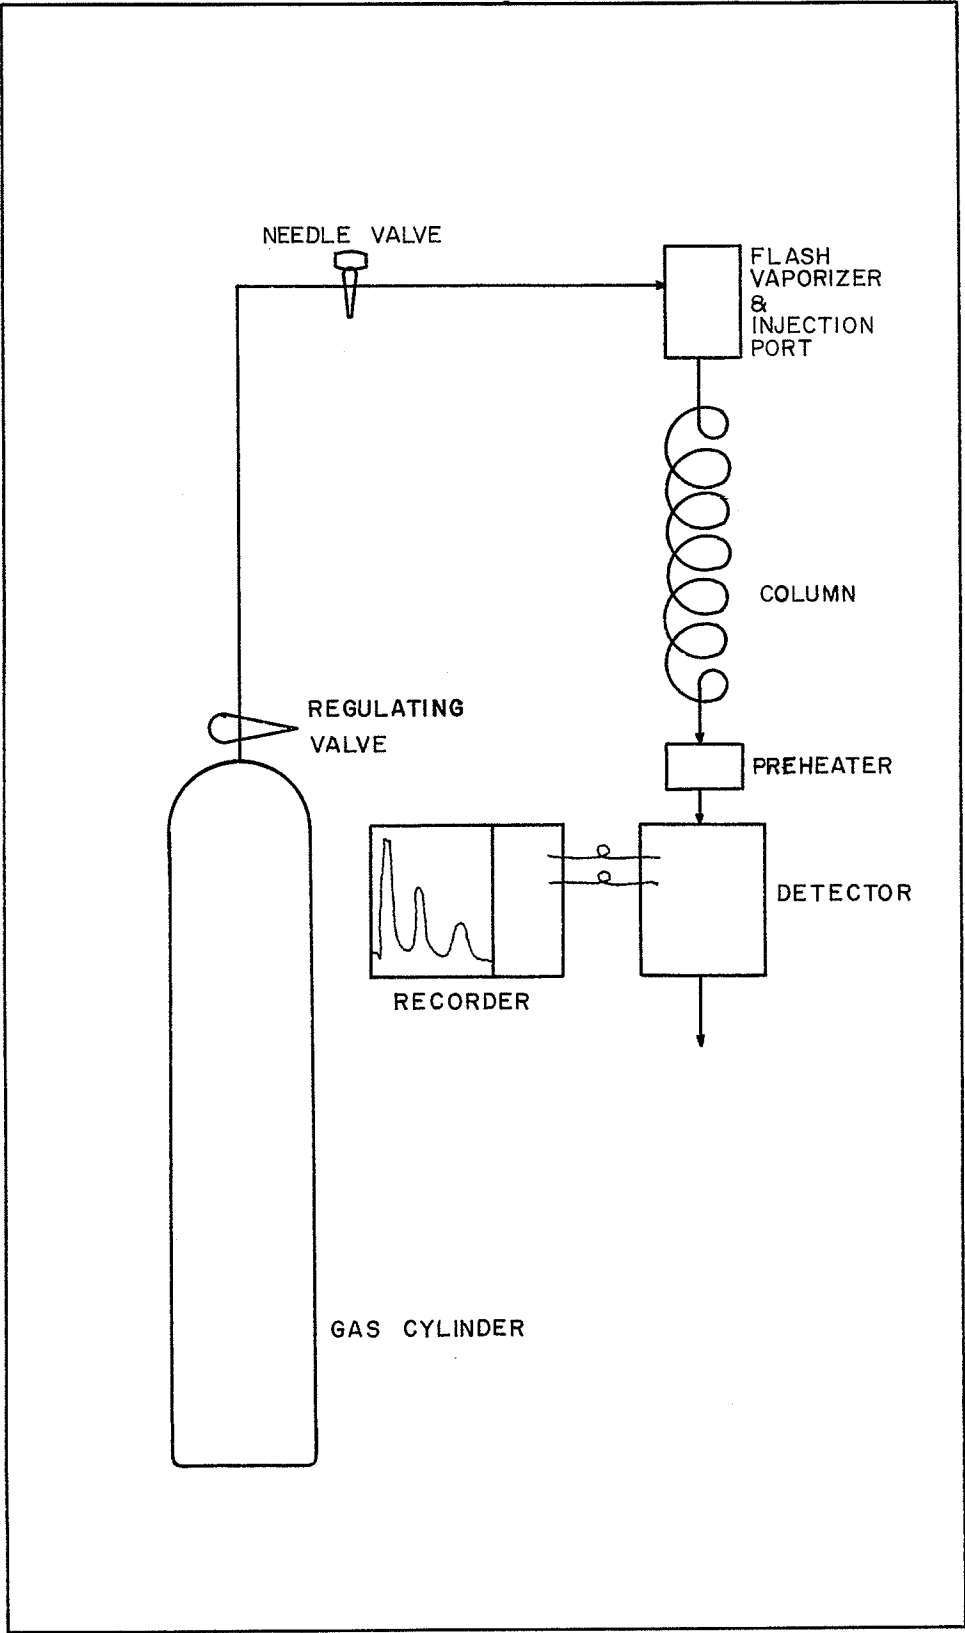 NEEDLE VALVE
FLASH
VAPORIZER
&
INJECTION
PORT
COLUMN
REGULATING
VALVE
PREHEATER
DETECTOR
RECORDER
GAS CYLINDER